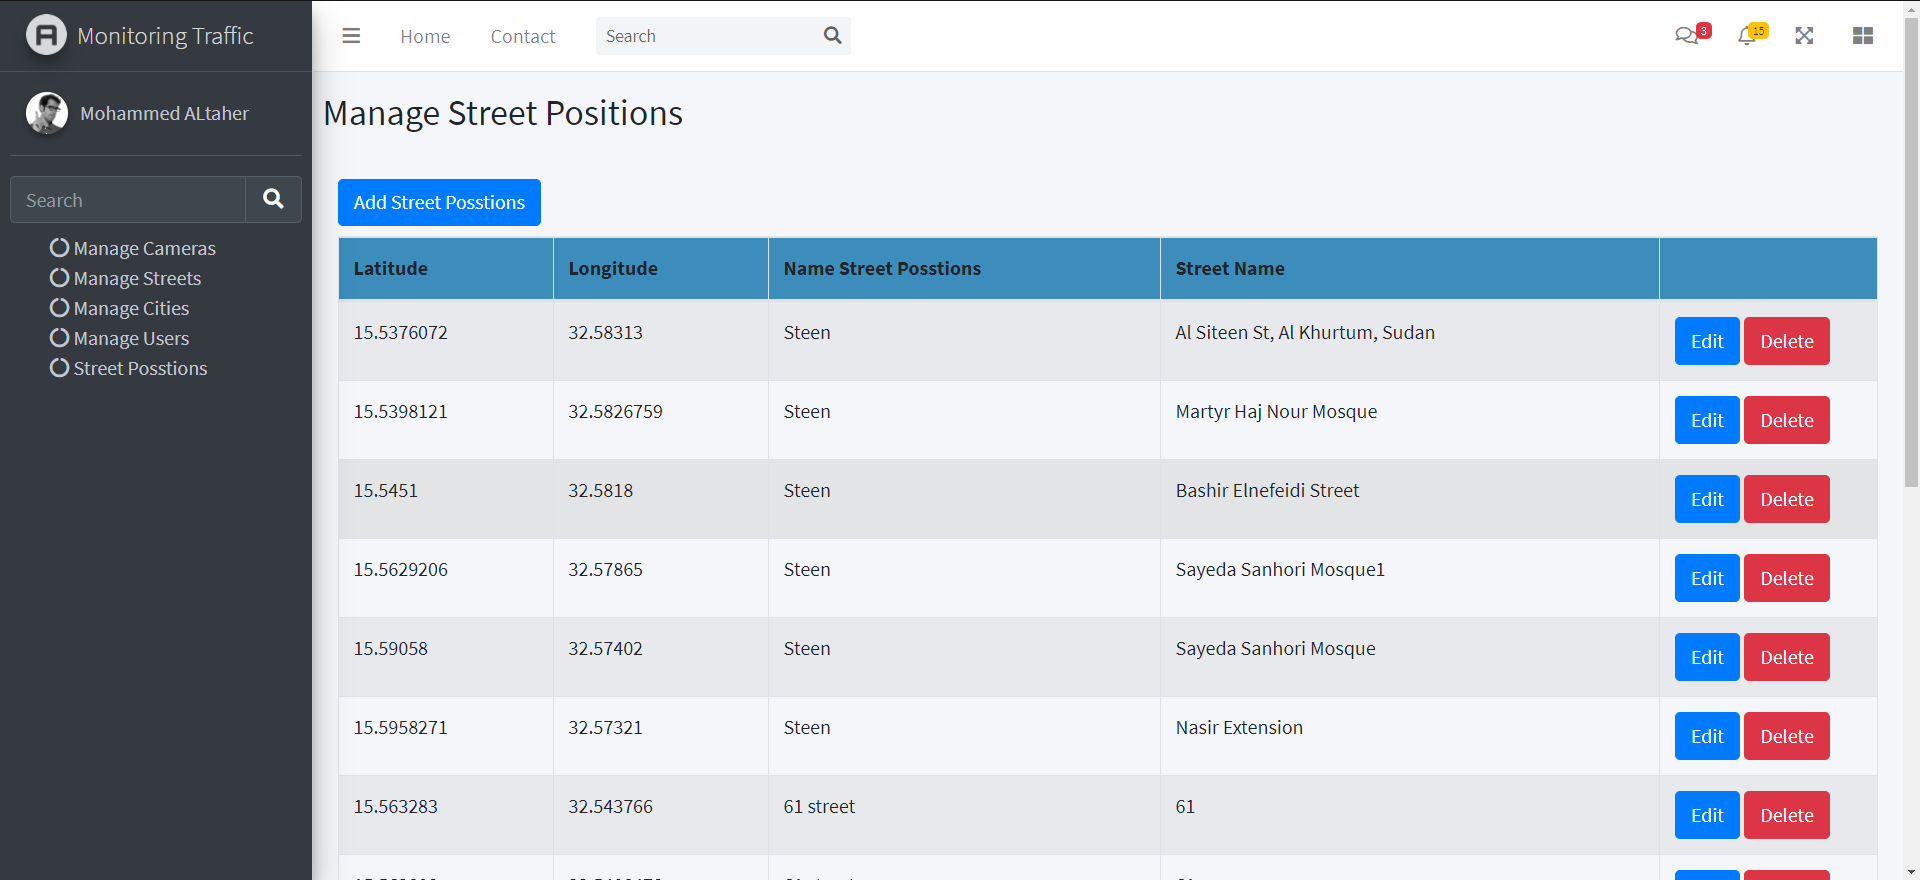 Monitoring Traffic
Home
Contact
Search
3
15
Mohammed ALtaher
Search
Manage Cameras
Manage Streets
Manage Cities
Manage Users
Street Posstions
Manage Street Positions
Add Street Posstions
Latitude Longitude Name Street Posstions Street Name
15.5376072 32.58313 Steen Al Siteen St, Al Khurtum, Sudan Edit Delete
15.5398121 32.5826759 Steen Martyr Haj Nour Mosque Edit Delete
15.5451 32.5818 Steen Bashir Elnefeidi Street Edit Delete
15.5629206 32.57865 Steen Sayeda Sanhori Mosque1 Edit Delete
15.59058 32.57402 Steen Sayeda Sanhori Mosque Edit Delete
15.5958271 32.57321 Steen Nasir Extension Edit Delete
15.563283 32.543766 61 street 61 Edit Delete